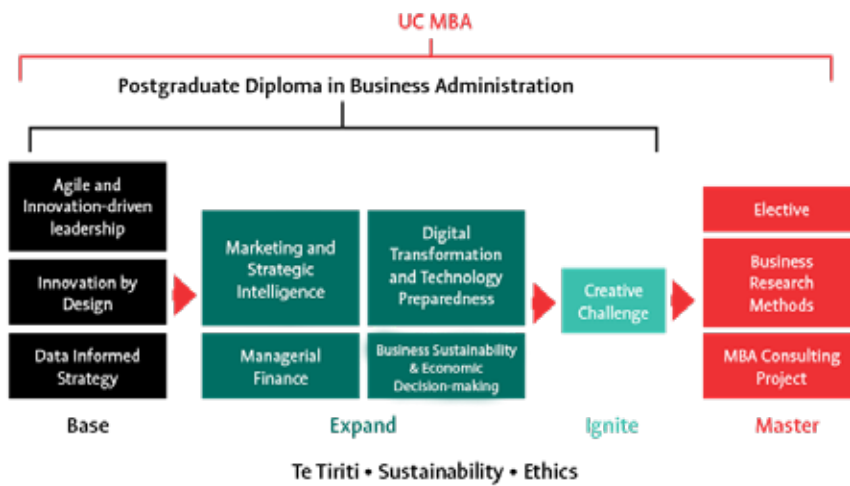 UC MBA
Postgraduate Diploma in Business Administration
Agile and
Innovation-driven
leadership
Innovation by
Design
Data Informed
Strategy
Base
Marketing and
Strategic
Intelligence
Managerial
Finance
Digital
Transformation
and Technology
Preparedness
Business Sustainability
& Economic
Decision-making
Expand
Creative
Challenge
Ignite
Elective
Business
Research
Methods
MBA Consulting
Project
Master
Te Tiriti • Sustainability • Ethics